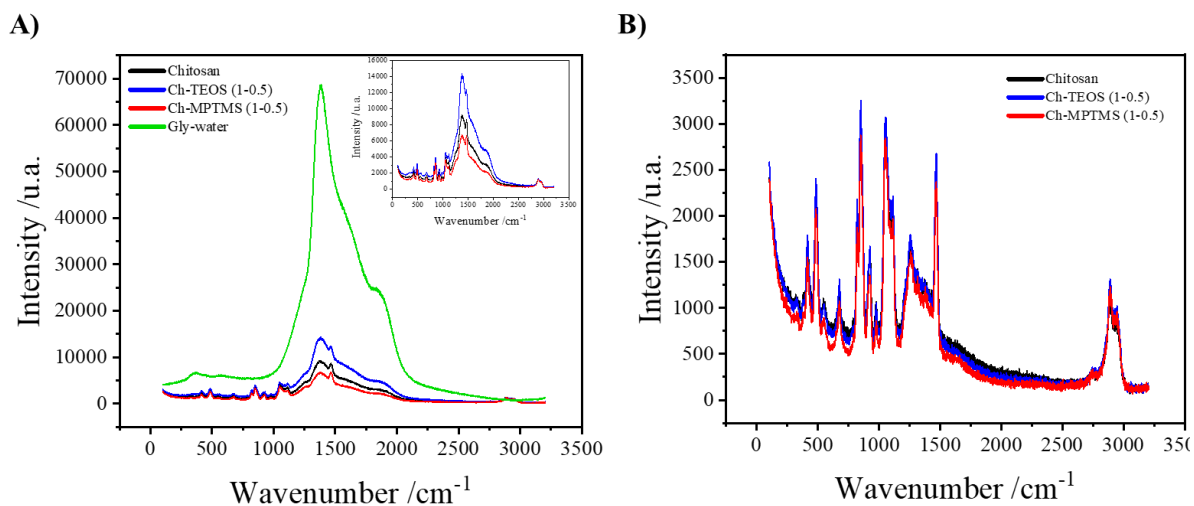 A)
Chitosan
Ch-TEOS (1-0.5)
Ch-MPTMS (1-0.5)
Gly-water
70000
60000
50000
40000
30000
20000
10000
0
Intensity /u.a.
0 500 1000 1500 2000 2500 3000 3500
Wavenumber /cm-1
16000
14000
12000
10000
8000
6000
4000
2000
0
Intensity /u.a.
0 500 1000 1500 2000 2500 3000 3500
Wavenumber /cm-1
B)
Chitosan
Ch-TEOS (1-0.5)
Ch-MPTMS (1-0.5)
3500
3000
2500
2000
1500
1000
500
0
Intensity /u.a.
0 500 1000 1500 2000 2500 3000 350
Wavenumber /cm-1